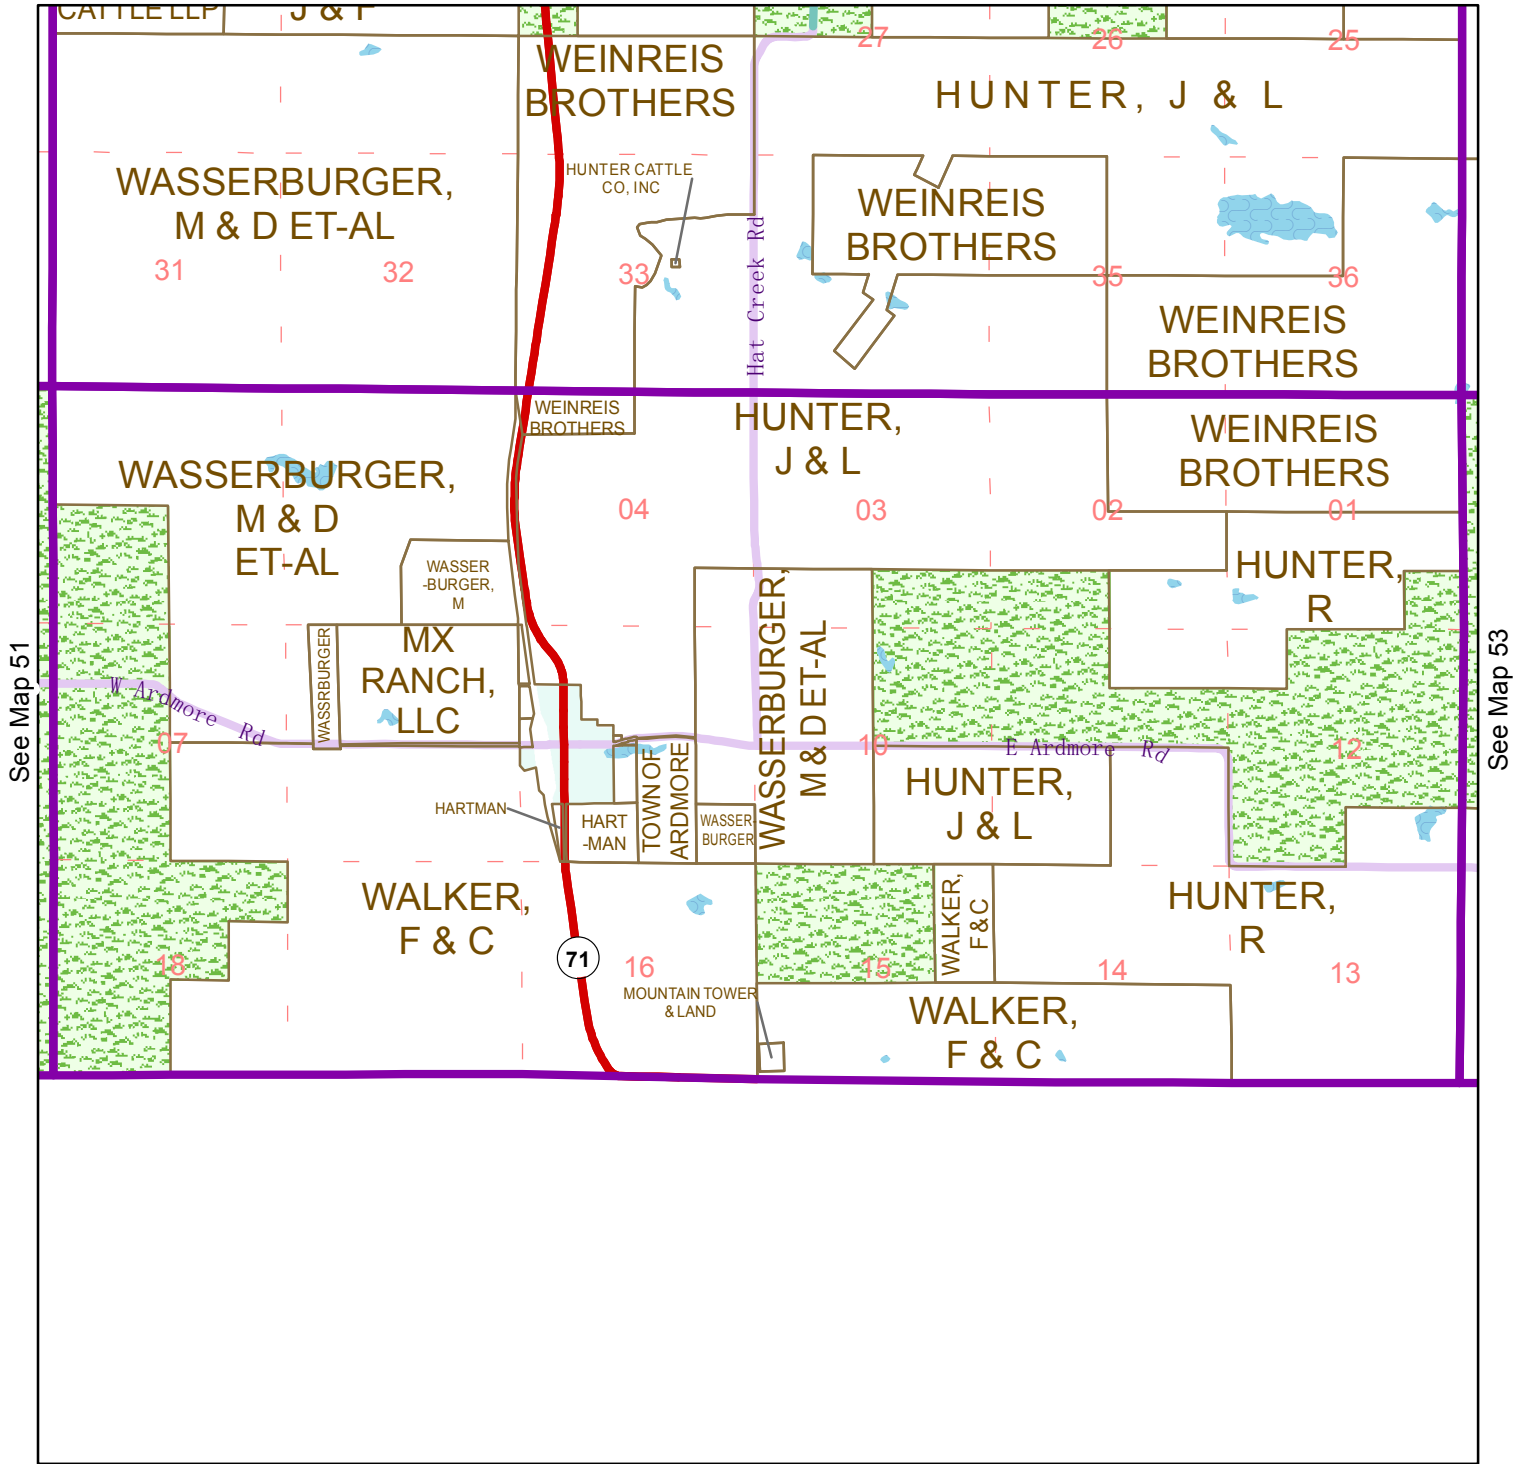 CATTLE LLP
J & F
27
26
25
WEINREIS
BROTHERS
HUNTER, J & L
HUNTER CATTLE
CO, INC
WASSERBURGER,
M & D ET-AL
WEINREIS
BROTHERS
Hat Creek Rd
31
32
33
35
36
WEINREIS
BROTHERS
WEINREIS
BROTHERS
HUNTER,
J & L
WEINREIS
BROTHERS
WASSERBURGER,
M & D
ET-AL
04
03
02
01
WASSER
-BURGER,
M
HUNTER,
R
WASSERBURGER
MX
RANCH,
LLC
WASSERBURGER,
M & D ET-AL
See Map 51
See Map 53
W Ardmore Rd
07
10
E Ardmore Rd
12
TOWN OF
ARDMORE
HUNTER,
J & L
HARTMAN
HART
-MAN
WASSER-
BURGER
WALKER,
F & C
WALKER,
F & C
HUNTER,
R
71
18
16
15
14
13
MOUNTAIN TOWER
& LAND
WALKER,
F & C